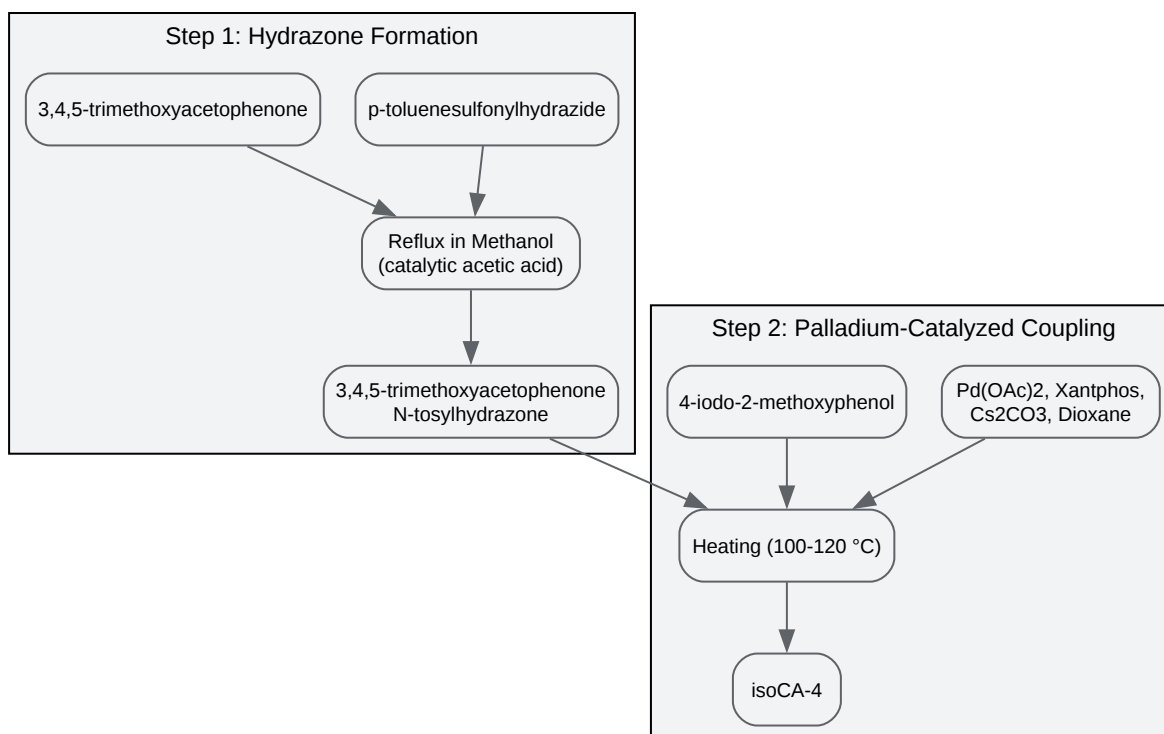 Step 1: Hydrazone Formation
3,4,5-trimethoxyacetophenone
p-toluenesulfonylhydrazide
Reflux in Methanol
(catalytic acetic acid)
3,4,5-trimethoxyacetophenone
N-tosylhydrazone
Step 2: Palladium-Catalyzed Coupling
4-iodo-2-methoxyphenol
Pd(OAc)2, Xantphos,
Cs2CO3, Dioxane
Heating (100-120 °C)
isoCA-4